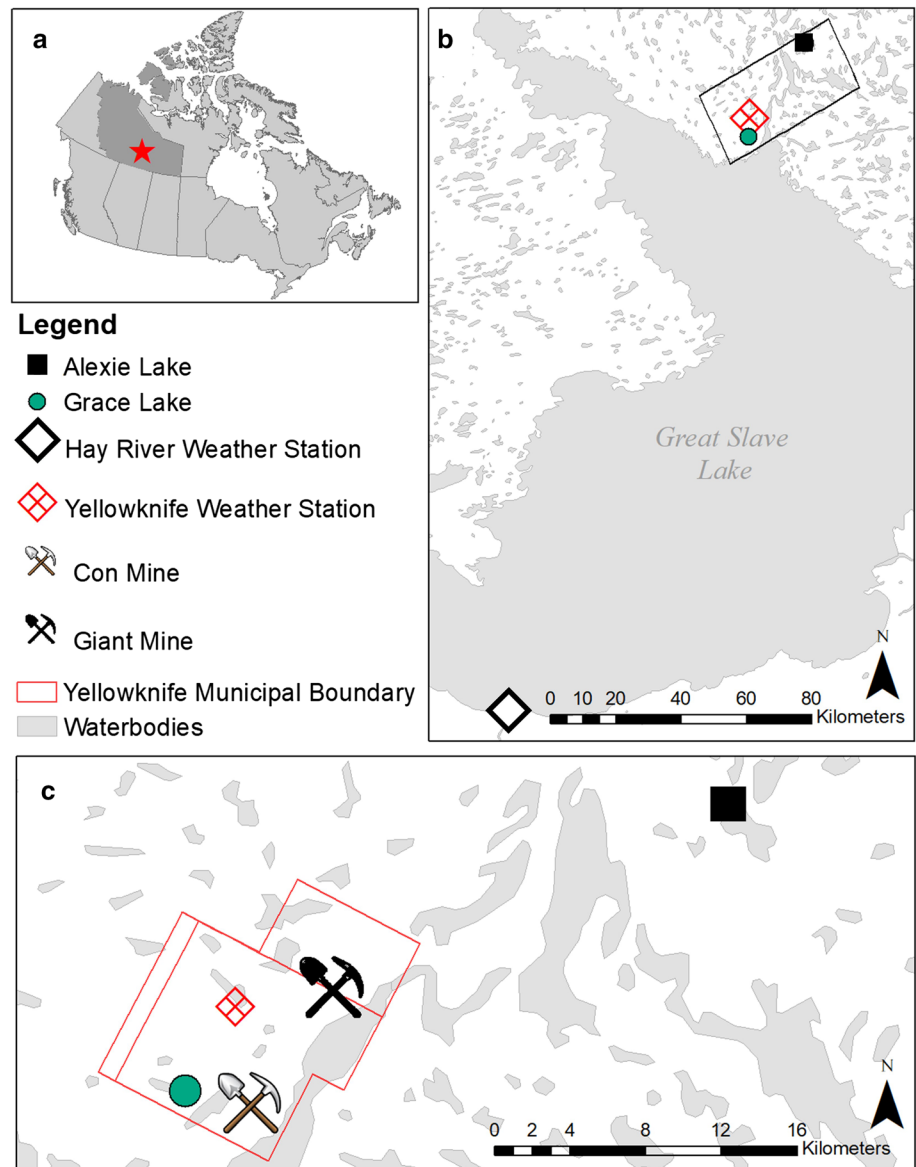 a
b
Great Slave
Lake
N
0 10 20 40 60 80
Kilometers
Legend
Alexie Lake
Grace Lake
Hay River Weather Station
Yellowknife Weather Station
Con Mine
Giant Mine
Yellowknife Municipal Boundary
Waterbodies
c
N
0 2 4 8 12 16
Kilometers